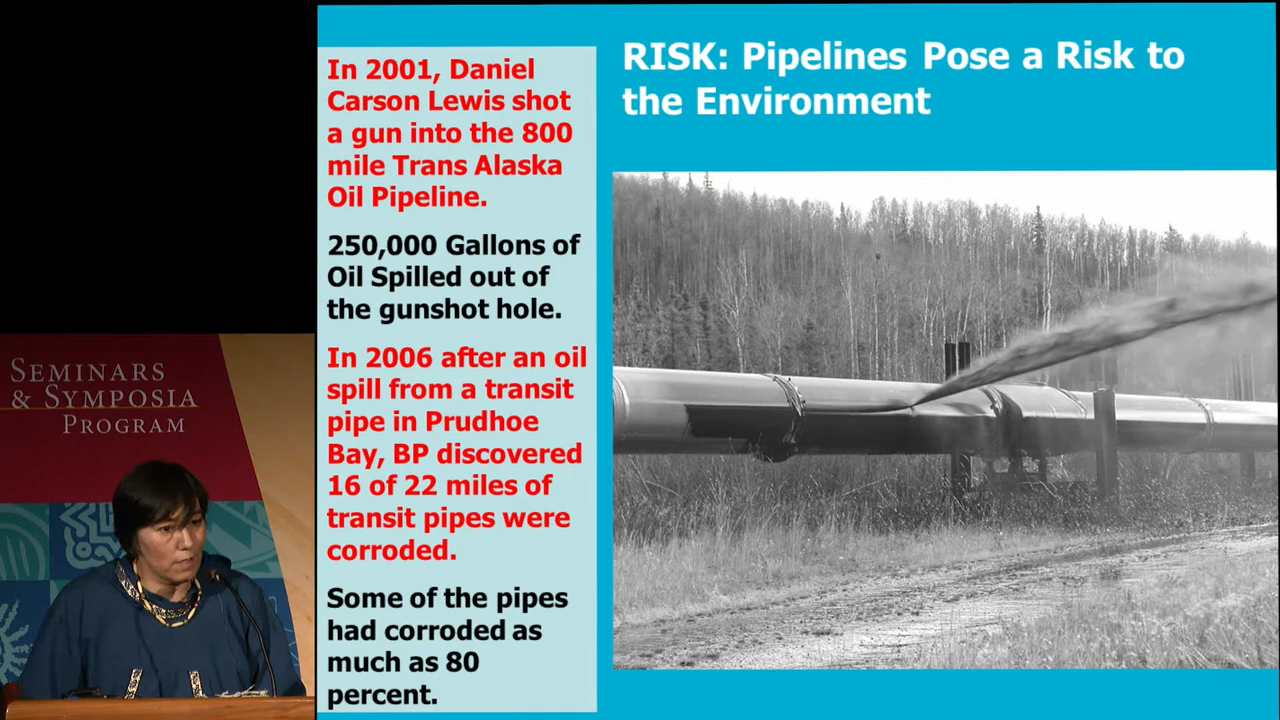 In 2001, Daniel
Carson Lewis shot
a gun into the 800
mile Trans Alaska
Oil Pipeline.
250,000 Gallons of
Oil Spilled out of
the gunshot hole.
In 2006 after an oil
spill from a transit
pipe in Prudhoe
Bay, BP discovered
16 of 22 miles of
transit pipes were
corroded.
Some of the pipes
had corroded as
much as 80
percent.
RISK: Pipelines Pose a Risk to
the Environment
SEMINARS
& SYMPOSIA
PROGRAM